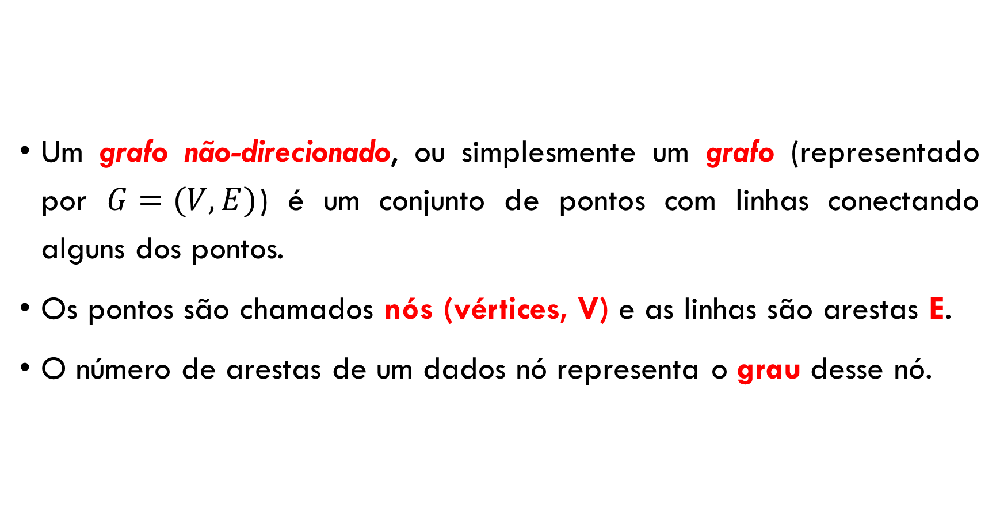 • Um grafo não-direcionado, ou simplesmente um grafo (representado
por G = (V, E)) é um conjunto de pontos com linhas conectando
alguns dos pontos.
• Os pontos são chamados nós (vértices, V) e as linhas são arestas E.
• O número de arestas de um dados nó representa o grau desse nó.